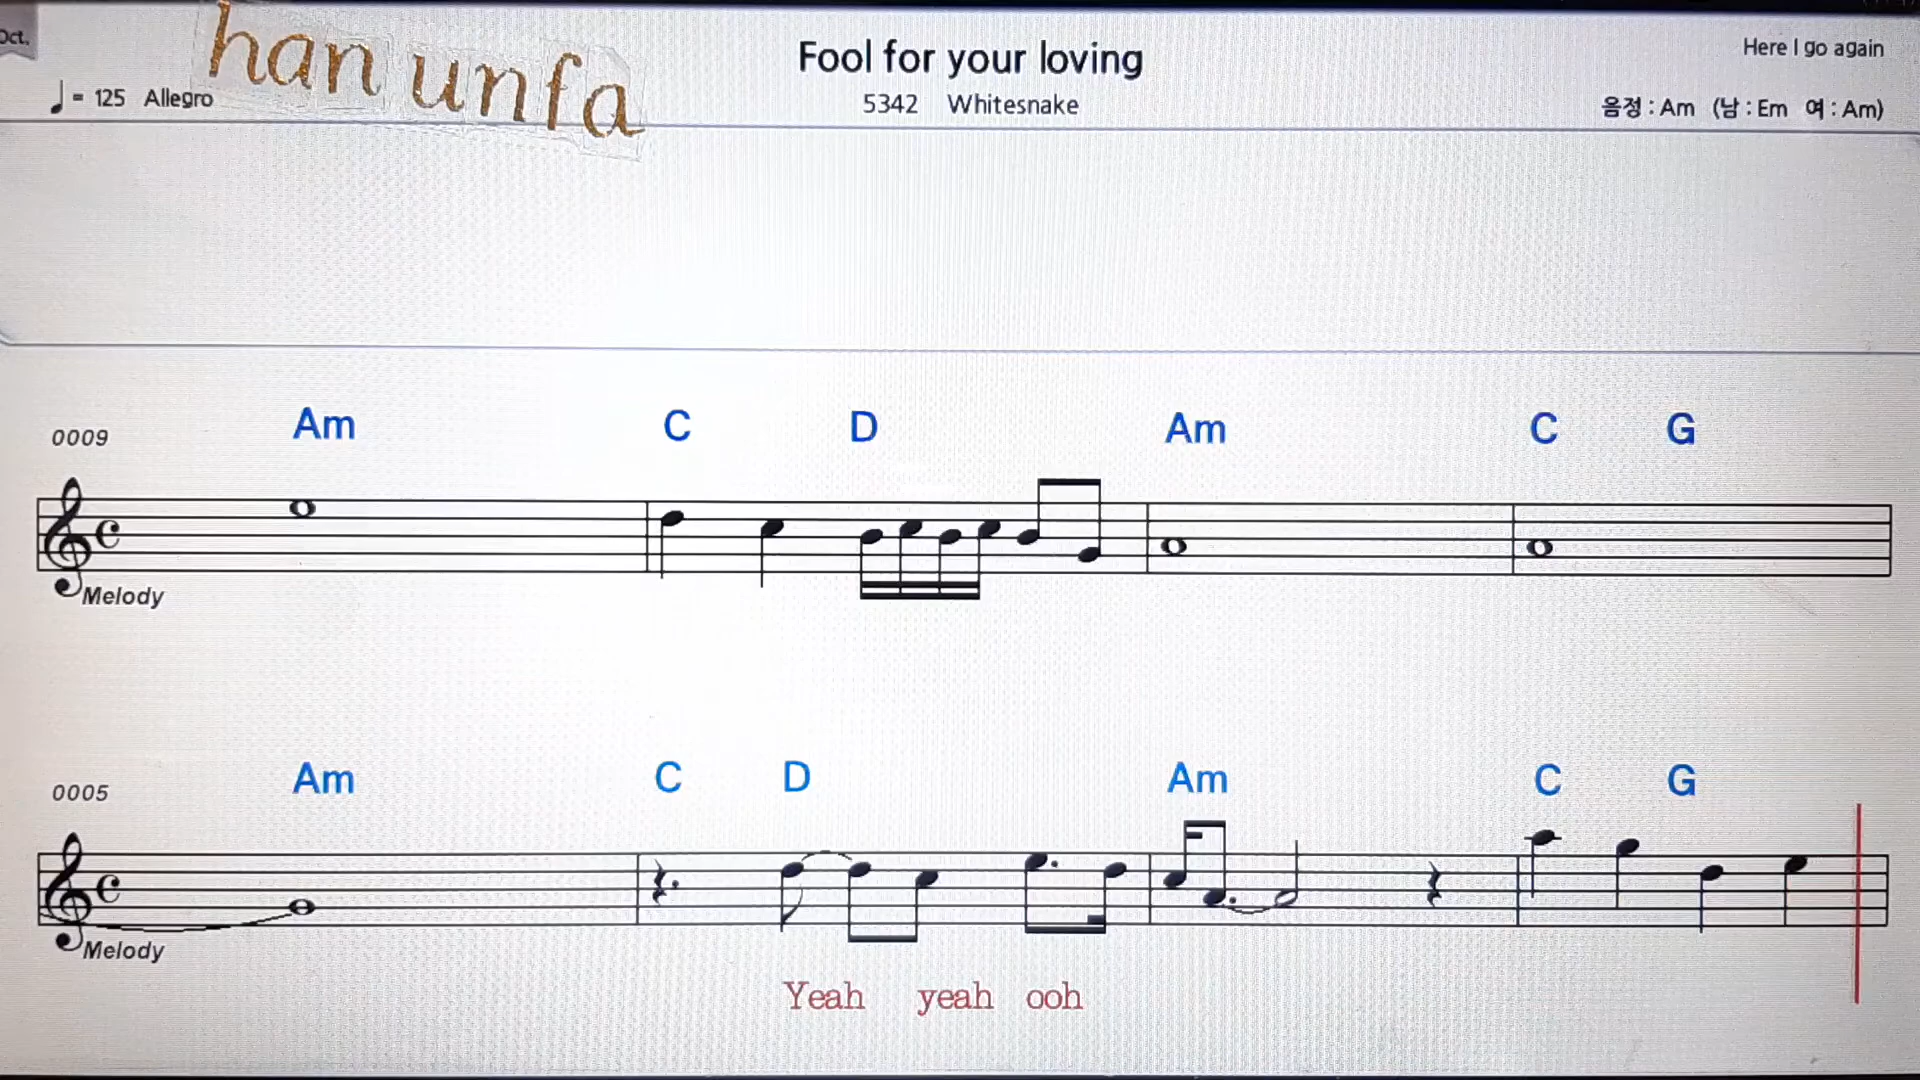 Oct.
han unfa
Fool for your loving
Here I go again
= 125 Allegro
5342 Whitesnake
음정 : Am (남 : Em 여 : Am)
Am C D Am C G
0009
Melody
Am C D Am C G
0005
Melody
Yeah yeah ooh